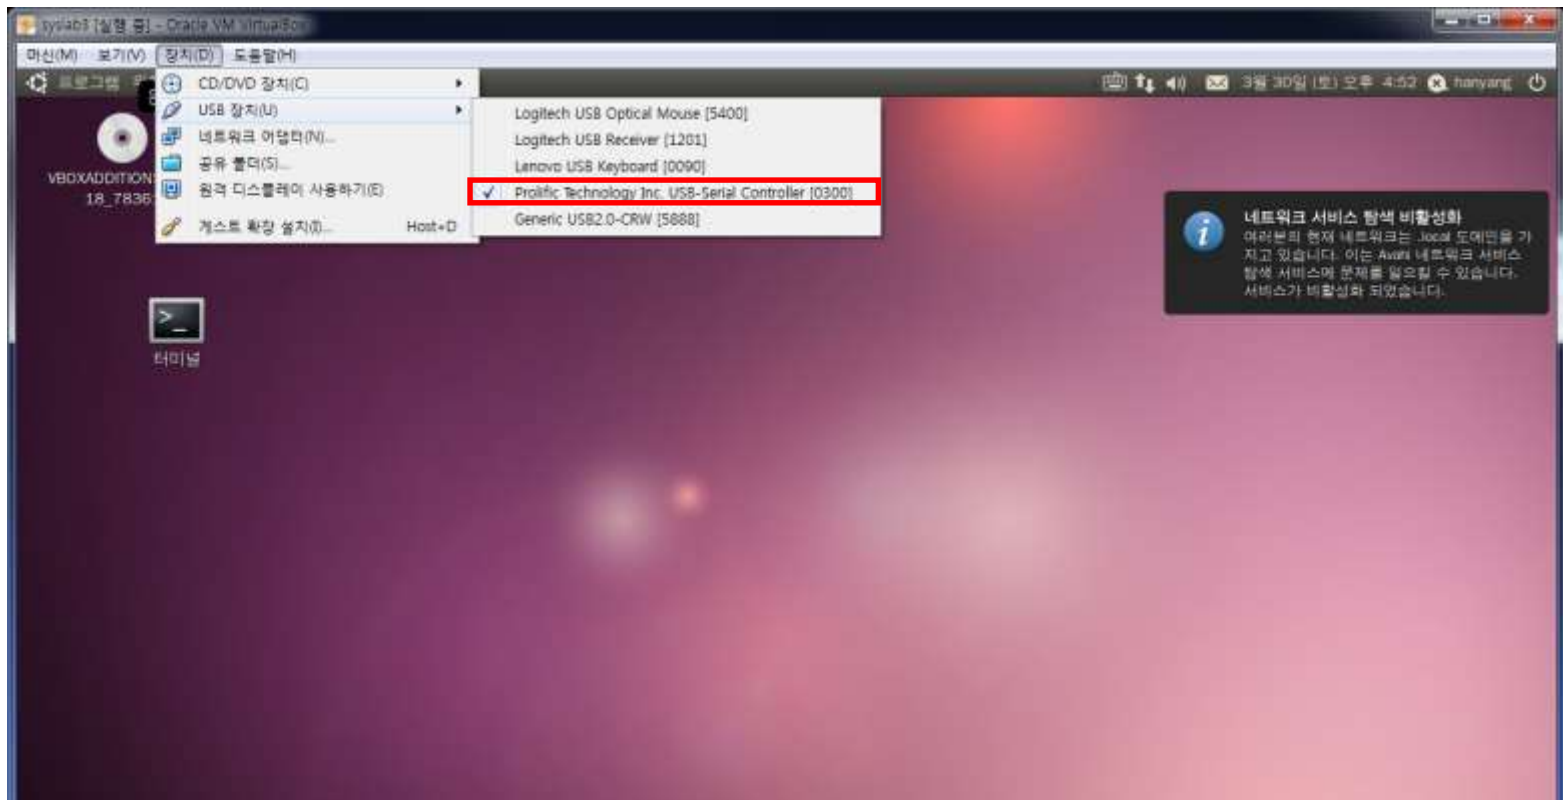 syslab3 [실행 중] - Oracle VM VirtualBox
마신(M) 보기(V) 장치(D) 도움말(H)
프로그램
3월 30일 (토) 오후 4:52 hanyang
CD/DVD 장치(C)
USB 장치(U)
네트워크 어댑터(N)...
공유 폴더(S)...
원격 디스플레이 사용하기(E)
게스트 확장 설치(I)... Host+D
Logitech USB Optical Mouse [5400]
Logitech USB Receiver [1201]
Lenovo USB Keyboard [0090]
Prolific Technology Inc. USB-Serial Controller [0300]
Generic USB2.0-CRW [5888]
VBOXADDITION
18_7836
터미널
네트워크 서비스 탐색 비활성화
여러분의 현재 네트워크는 .local 도메인을 가
지고 있습니다. 이는 Avahi 네트워크 서비스
탐색 서비스에 문제를 일으킬 수 있습니다.
서비스가 비활성화 되었습니다.